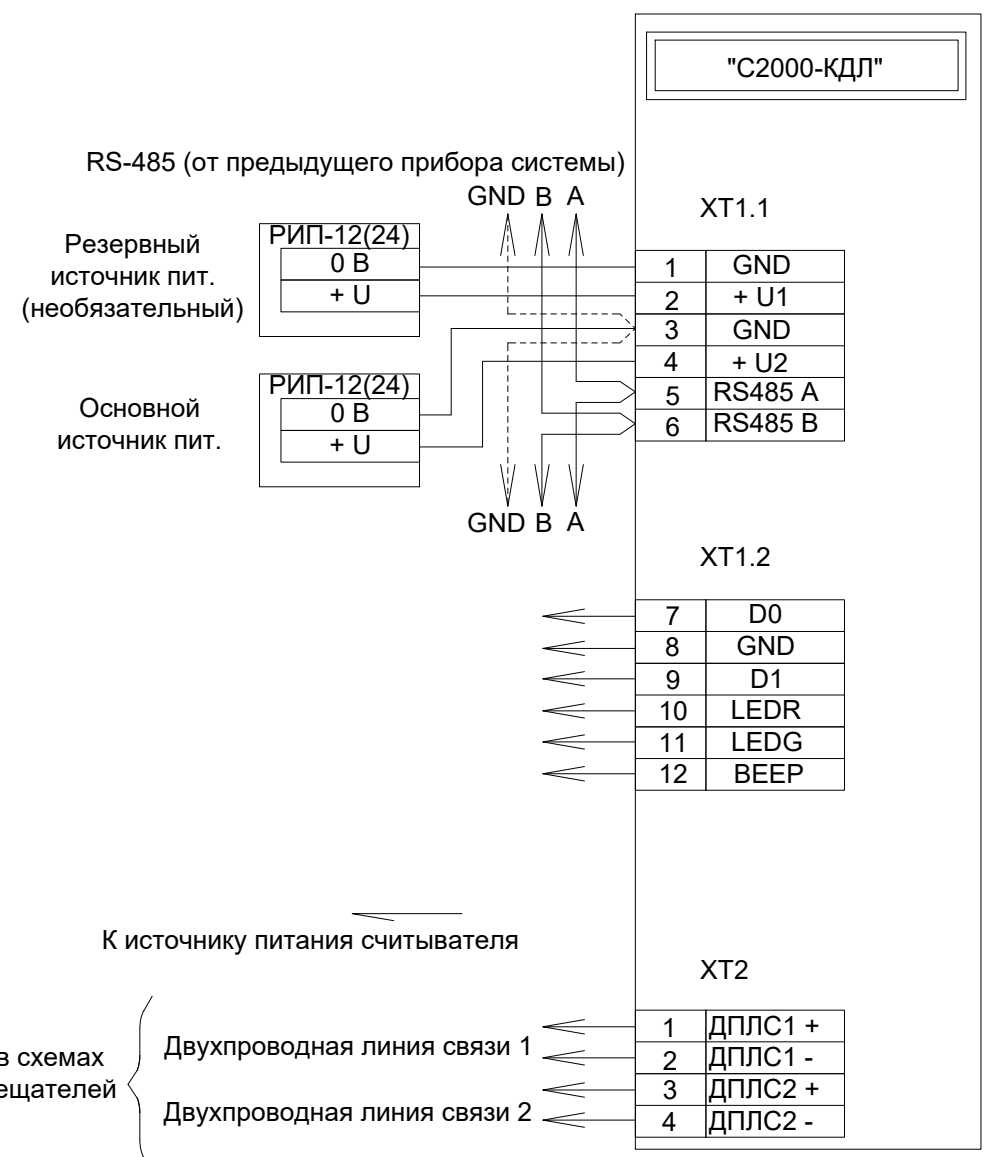 "С2000-КДЛ"
RS-485 (от предыдущего прибора системы)
GND B A
XT1.1
Резервный
источник пит.
(необязательный)
РИП-12(24)
0 В
+ U
1 GND
2 + U1
3 GND
4 + U2
5 RS485 A
6 RS485 B
Основной
источник пит.
РИП-12(24)
0 В
+ U
GND B A
XT1.2
7 D0
8 GND
9 D1
10 LEDR
11 LEDG
12 BEEP
К источнику питания считывателя
XT2
в схемах
Двухпроводная линия связи 1
Двухпроводная линия связи 2
1 ДПЛС1 +
2 ДПЛС1 -
3 ДПЛС2 +
4 ДПЛС2 -